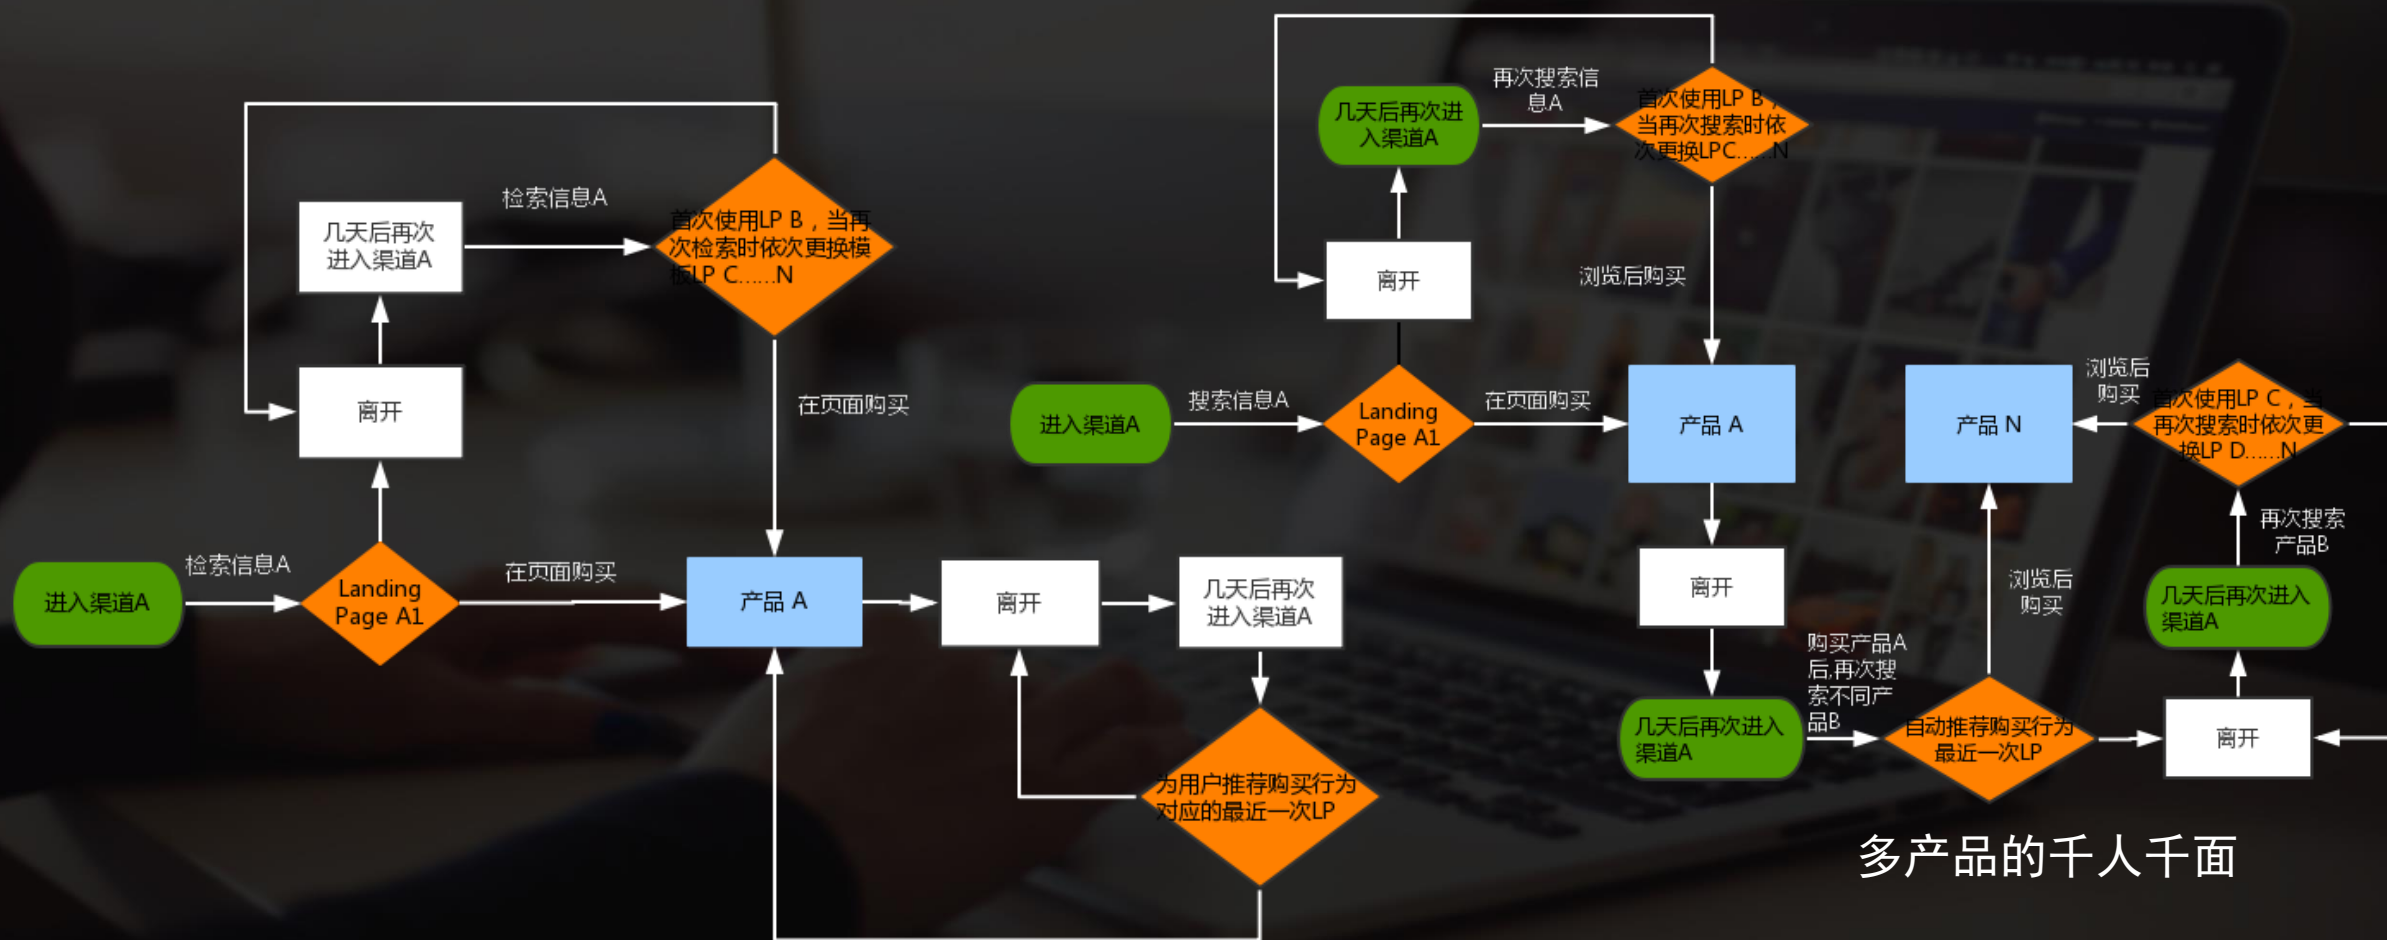 检索信息A
几天后再次
进入渠道A
首次使用LP B，当再
次检索时依次更换模
板LP C......N
离开
在页面购买
进入渠道A
检索信息A
Landing
Page A1
在页面购买
产品 A
离开
几天后再次
进入渠道A
为用户推荐购买行为
对应的最近一次LP
几天后再次进
入渠道A
再次搜索信
息A
首次使用LP B，
当再次搜索时依
次更换LPC......N
离开
浏览后购买
进入渠道A
搜索信息A
Landing
Page A1
在页面购买
产品 A
产品 N
浏览后
购买
首次使用LP C，当
再次搜索时依次更
换LP D......N
再次搜索
产品B
离开
浏览后
购买
几天后再次进入
渠道A
购买产品A
后,再次搜
索不同产
品B
几天后再次进入
渠道A
自动推荐购买行为
最近一次LP
离开
多产品的千人千面